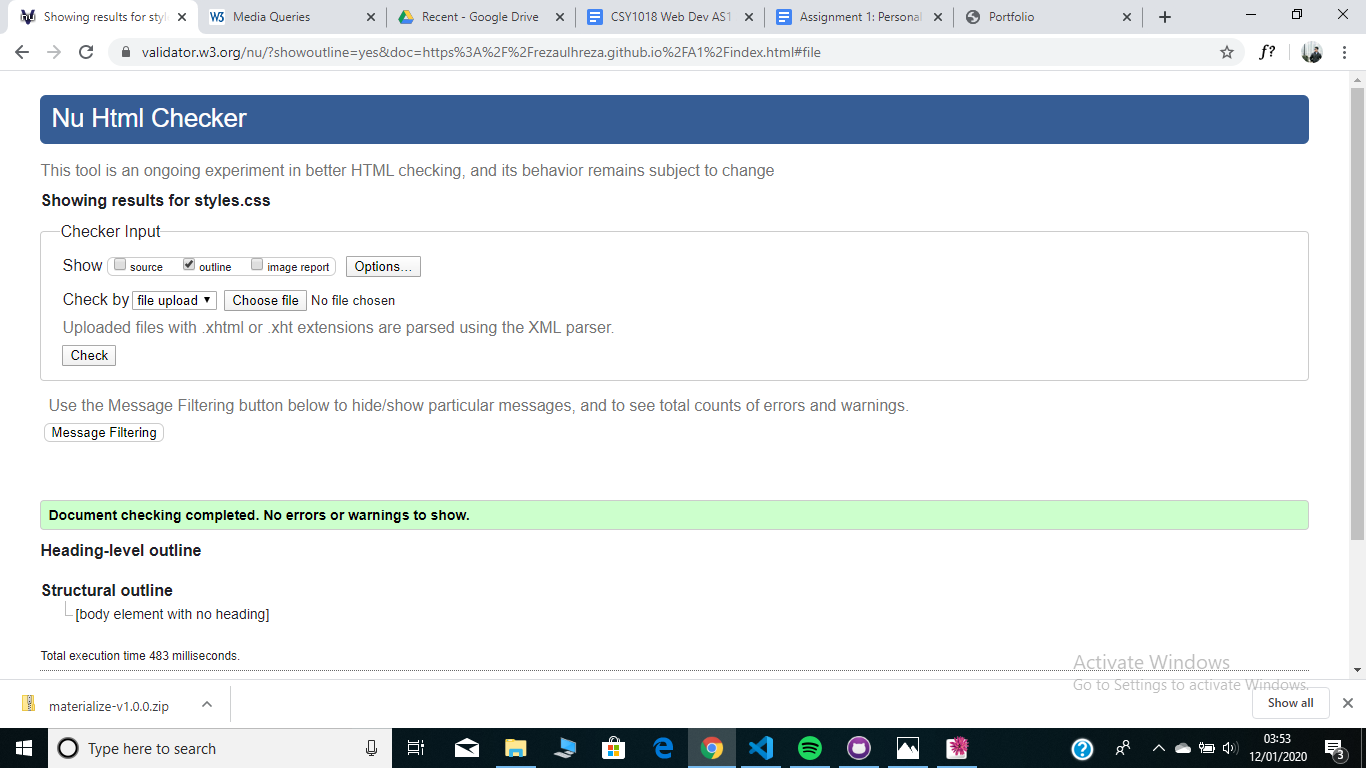 Showing results for styl
Media Queries
Recent - Google Drive
CSY1018 Web Dev AS1
Assignment 1: Personal
Portfolio
validator.w3.org/nu/?showoutline=yes&doc=https%3A%2F%2Frezaulhreza.github.io%2FA1%2Findex.html#file
f?
Nu Html Checker
This tool is an ongoing experiment in better HTML checking, and its behavior remains subject to change
Showing results for styles.css
Checker Input
Show source outline image report Options...
Check by file upload Choose file No file chosen
Uploaded files with .xhtml or .xht extensions are parsed using the XML parser.
Check
Use the Message Filtering button below to hide/show particular messages, and to see total counts of errors and warnings.
Message Filtering
Document checking completed. No errors or warnings to show.
Heading-level outline
Structural outline
[body element with no heading]
Total execution time 483 milliseconds.
Activate Windows
Go to Settings to activate Windows.
materialize-v1.0.0.zip
Show all
Type here to search
03:53
12/01/2020
3